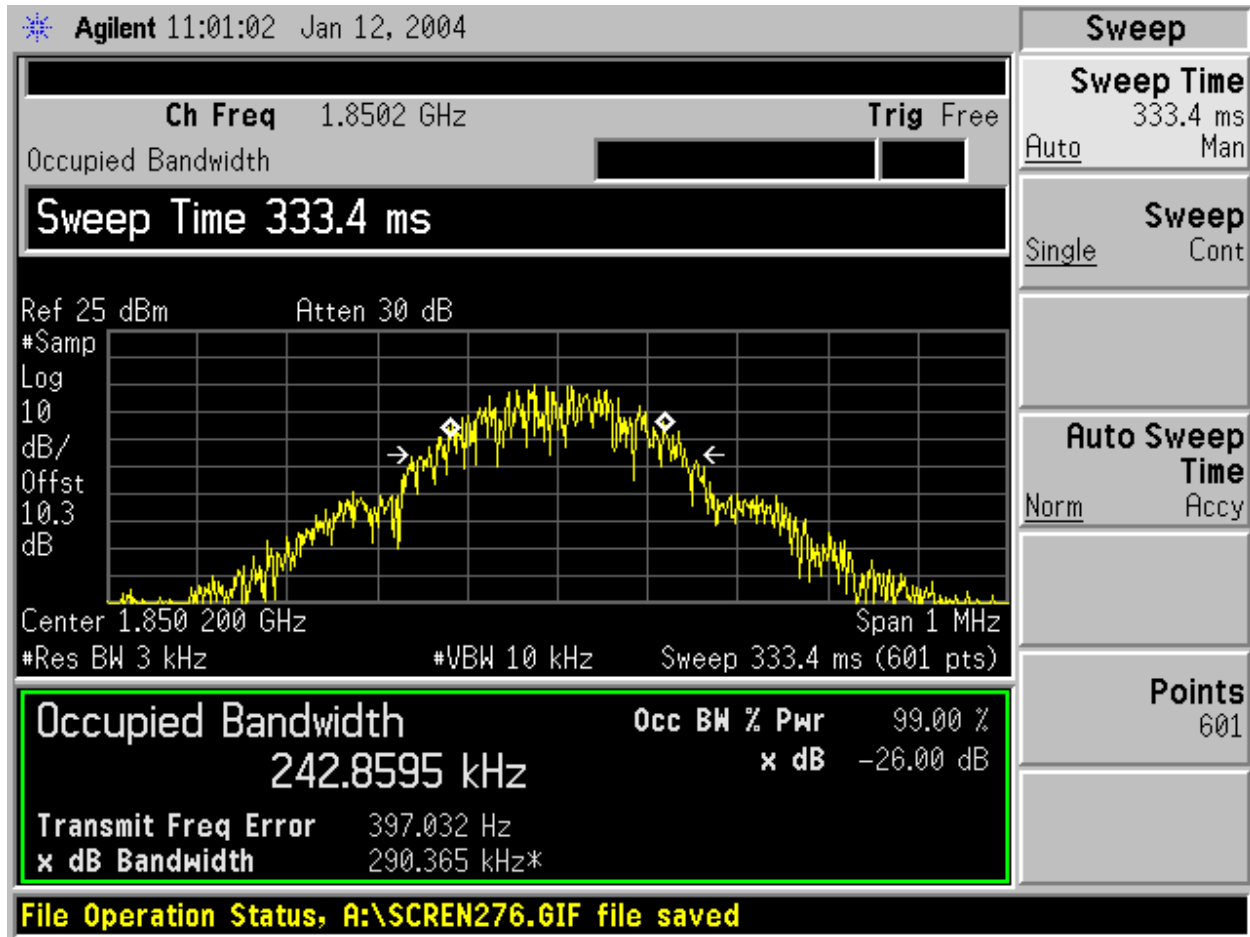 Agilent 11:01:02 Jan 12, 2004
Sweep
Ch Freq 1.8502 GHz Trig Free
Occupied Bandwidth
Sweep Time 333.4 ms
Ref 25 dBm Atten 30 dB
#Samp
Log
10
dB/
Offst
10.3
dB
Center 1.850 200 GHz Span 1 MHz
#Res BW 3 kHz #VBW 10 kHz Sweep 333.4 ms (601 pts)
Occupied Bandwidth
242.8595 kHz
Occ BW % Pwr 99.00 %
x dB -26.00 dB
Transmit Freq Error 397.032 Hz
x dB Bandwidth 290.365 kHz*
File Operation Status, A:\SCREN276.GIF file saved
Sweep Time
333.4 ms
Auto Man
Sweep
Single Cont
Auto Sweep
Time
Norm Accy
Points
601